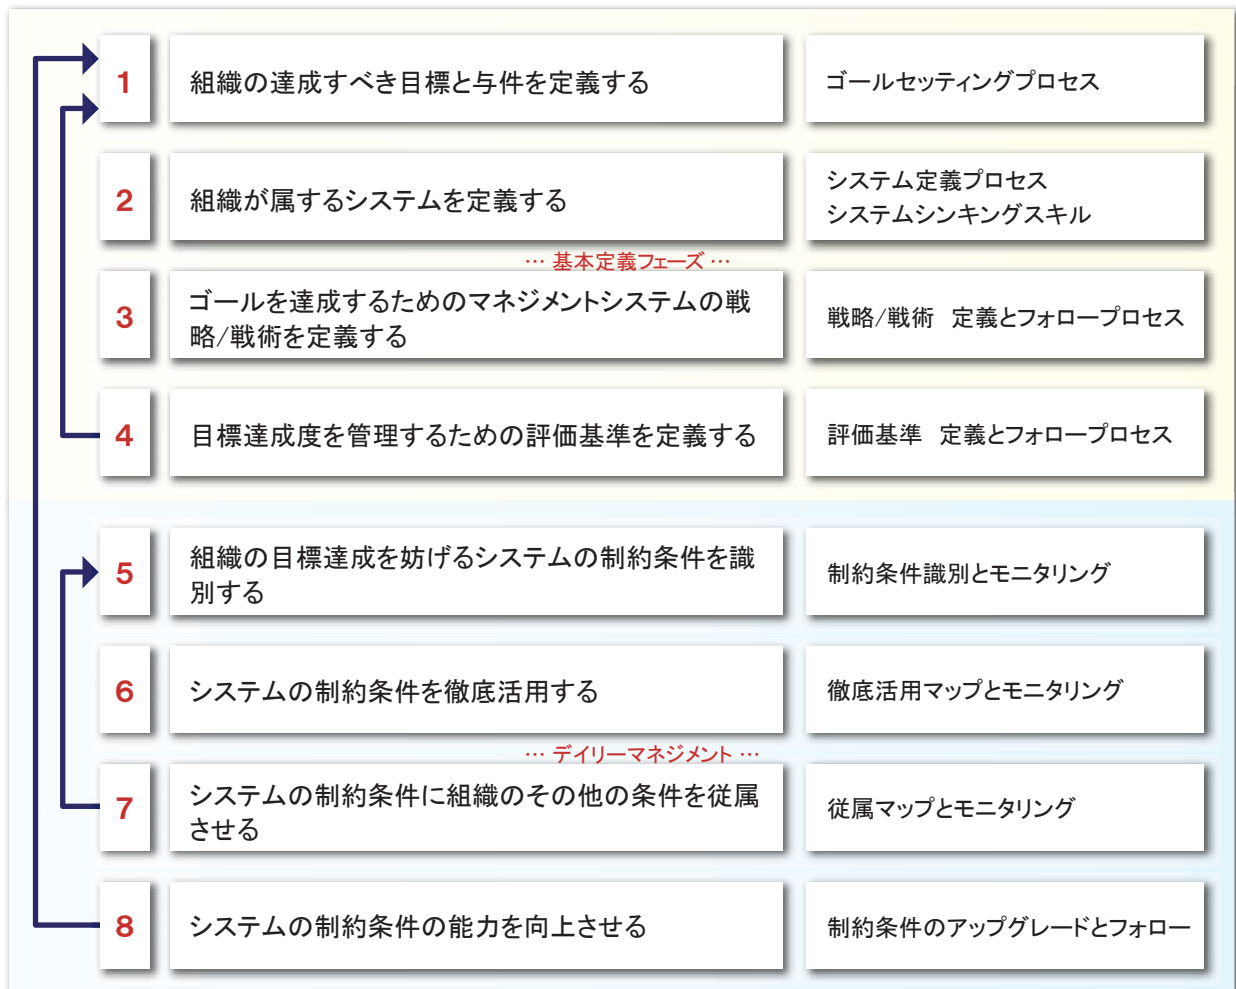 1
組織の達成すべき目標と与件を定義する
ゴールセッティングプロセス
2
組織が属するシステムを定義する
システム定義プロセス
システムシンキングスキル
… 基本定義フェーズ …
3
ゴールを達成するためのマネジメントシステムの戦
略/戦術を定義する
戦略/戦術　定義とフォロープロセス
4
目標達成度を管理するための評価基準を定義する
評価基準　定義とフォロープロセス
5
組織の目標達成を妨げるシステムの制約条件を識
別する
制約条件識別とモニタリング
6
システムの制約条件を徹底活用する
徹底活用マップとモニタリング
… デイリーマネジメント …
7
システムの制約条件に組織のその他の条件を従属
させる
従属マップとモニタリング
8
システムの制約条件の能力を向上させる
制約条件のアップグレードとフォロー